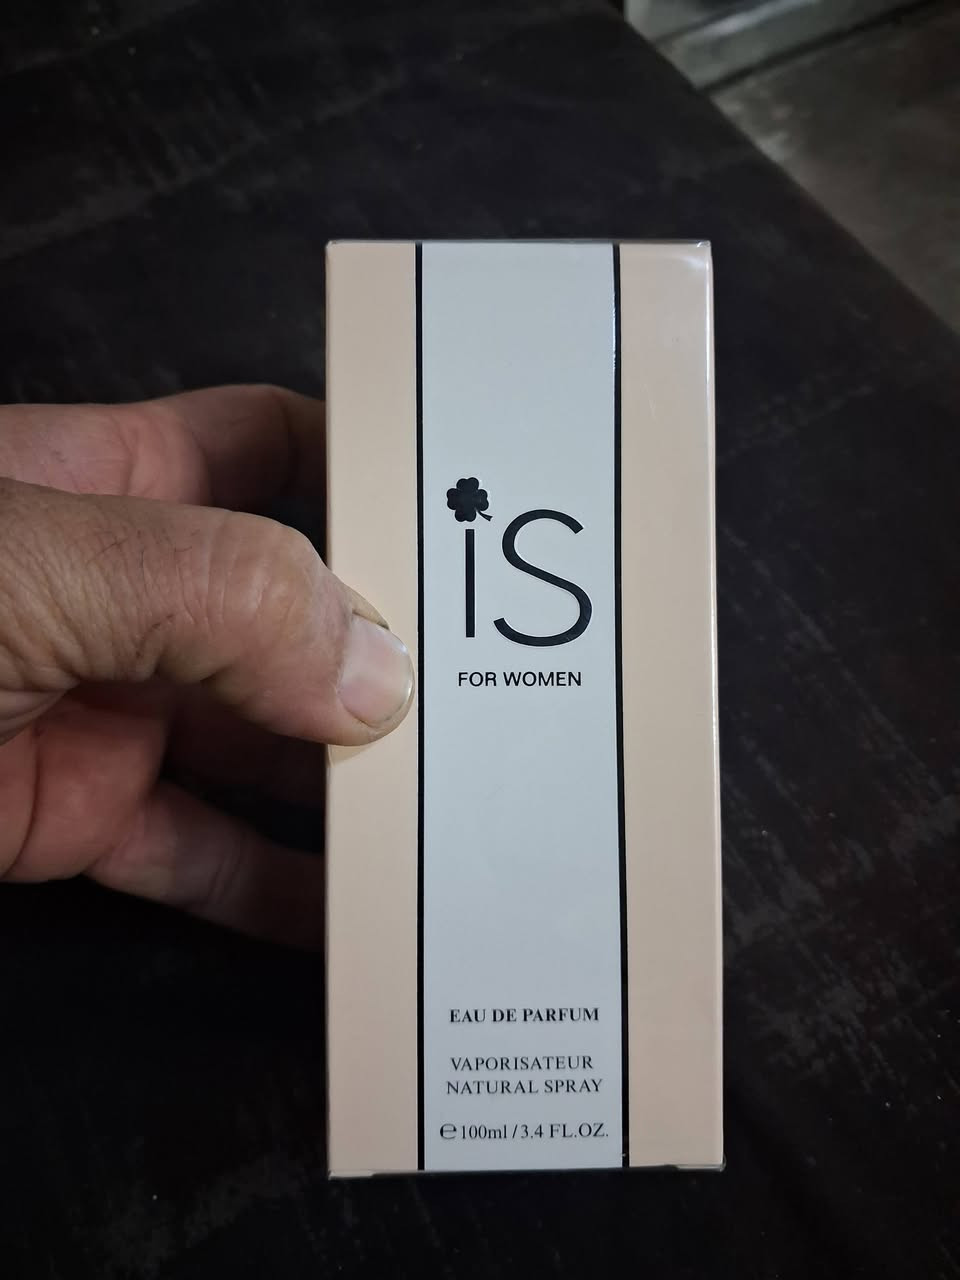 iS
FOR WOMEN
EAU DE PARFUM
VAPORISATEUR
NATURAL SPRAY
℮100ml/3.4 FL.OZ.